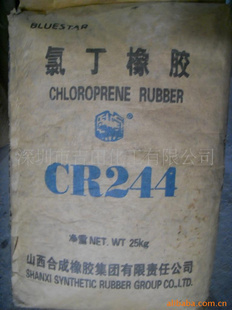 BLUESTAR
氯丁橡胶
CHLOROPRENE RUBBER
CR244
净重 NET. WT 25kg
山西合成橡胶集团有限责任公司
SHANXI SYNTHETIC RUBBER GROUP CO.,LTD.